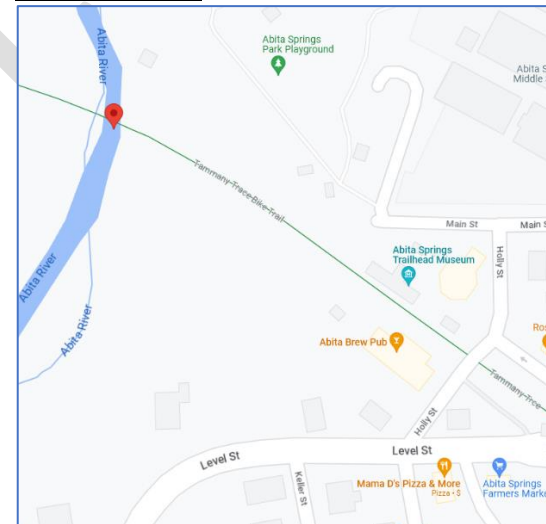 Abita River
Abita Springs
Park Playground
Abita S
Middle
Tammany Trace Bike Trail
Main St
Main S
Abita Springs
Trailhead Museum
Holly St
Abita River
Abita River
Abita Brew Pub
Ros
Tammany Trce
Holly St
Level St
Level St
Keller St
Mama D's Pizza & More
Pizza • $
Abita Springs
Farmers Marke